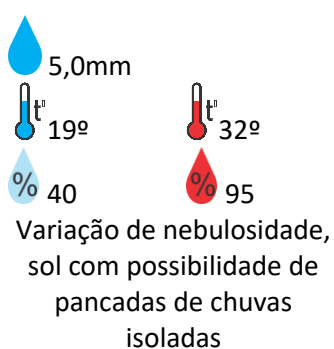 5,0mm
t° 19º t° 32º
% 40 % 95
Variação de nebulosidade,
sol com possibilidade de
pancadas de chuvas
isoladas